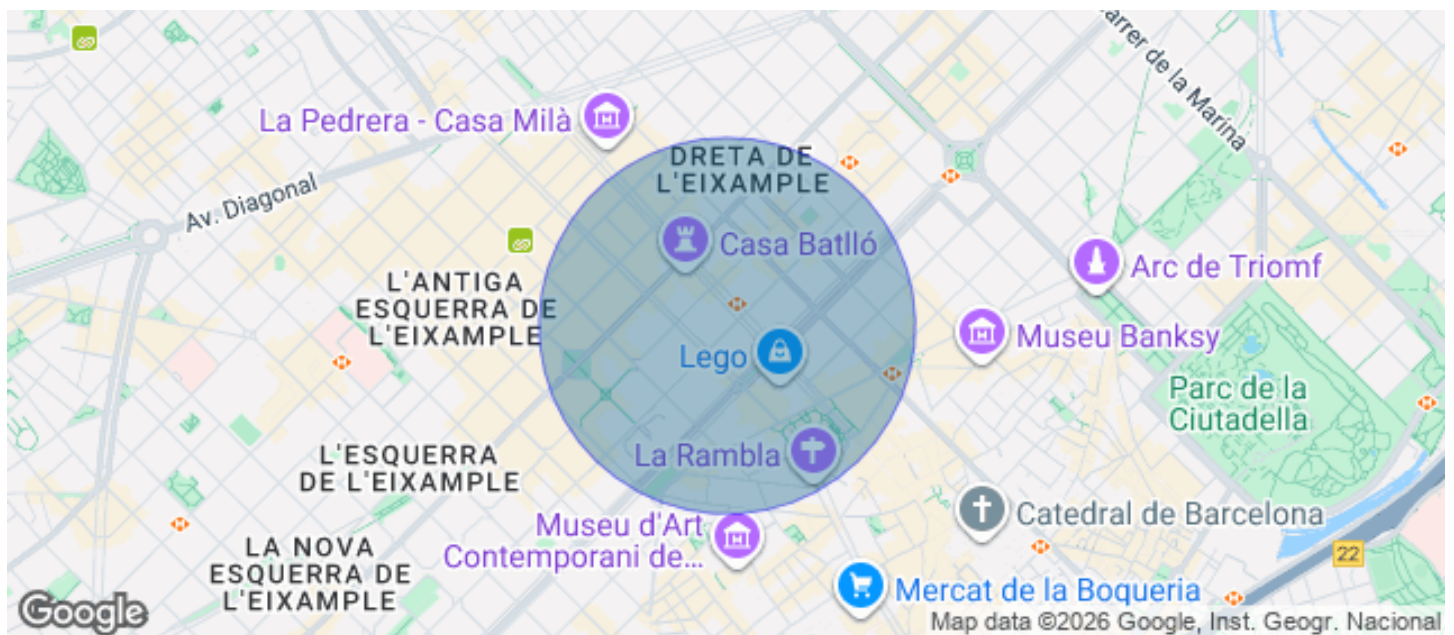 arrer de la Marina
La Pedrera - Casa Milà
DRETA DE
L'EIXAMPLE
Av. Diagonal
Casa Batlló
Arc de Triomf
L'ANTIGA
ESQUERRA DE
L'EIXAMPLE
Lego
Museu Banksy
Parc de la
Ciutadella
L'ESQUERRA
DE L'EIXAMPLE
La Rambla
Catedral de Barcelona
Museu d'Art
Contemporani de...
LA NOVA
ESQUERRA DE
L'EIXAMPLE
22
Mercat de la Boqueria
Google
Map data ©2026 Google, Inst. Geogr. Nacional